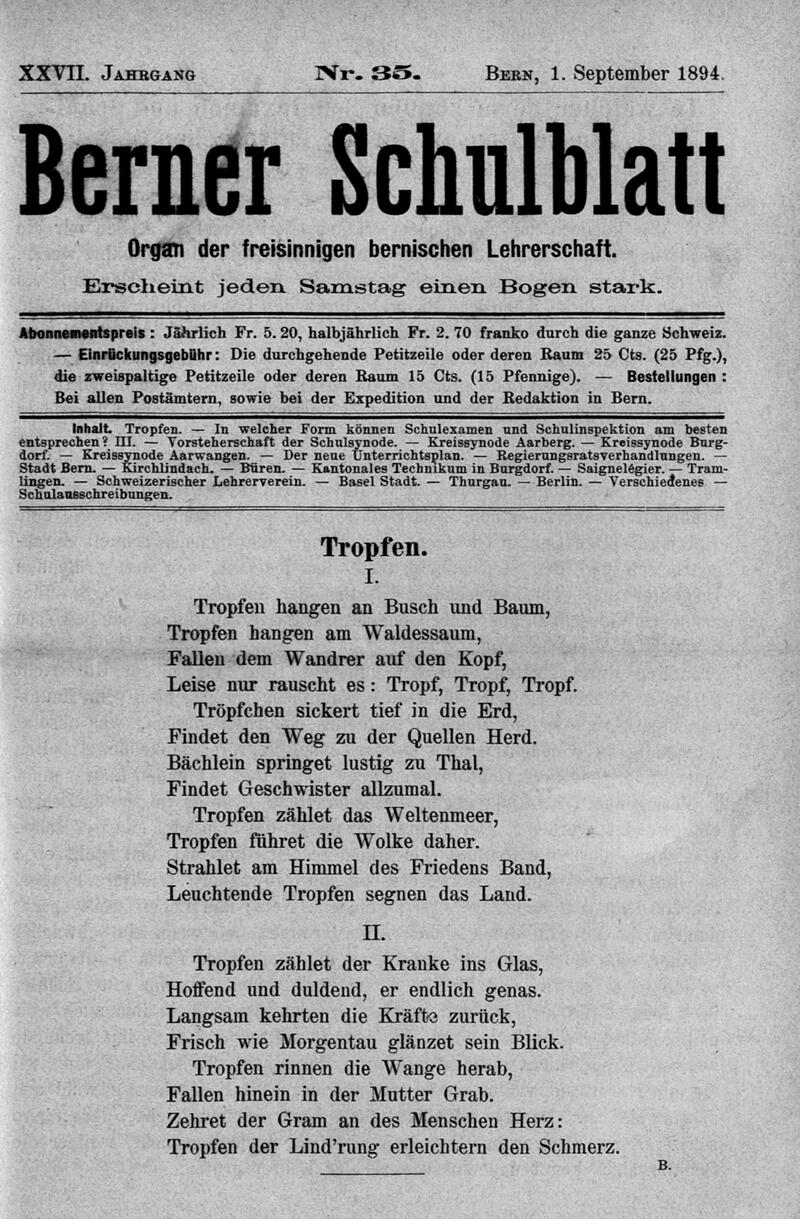 XXVII. Jahrgang Nr. 35. Bern, 1. September 1894.
Berner Schulblatt
Organ der freisinnigen bernischen Lehrerschaft.
Erscheint jeden Samstag einen Bogen stark.
Abonnementspreis: Jährlich Fr. 5. 20, halbjährlich Fr. 2. 70 franko durch die ganze Schweiz.
— Einrückungsgebühr: Die durchgehende Petitzeile oder deren Raum 25 Cts. (25 Pfg.),
die zweispaltige Petitzeile oder deren Raum 15 Cts. (15 Pfennige). — Bestellungen:
Bei allen Postämtern, sowie bei der Expedition und der Redaktion in Bern.
Inhalt. Tropfen. — In welcher Form können Schulexamen und Schulinspektion am besten
entsprechen? III. — Vorsteherschaft der Schulsynode. — Kreissynode Aarberg. — Kreissynode Burg-
dorf. — Kreissynode Aarwangen. — Der neue Unterrichtsplan. — Regierungsratsverhandlungen. —
Stadt Bern. — Kirchlindach. — Büren. — Kantonales Technikum in Burgdorf. — Saignelégier. — Tram-
lingen. — Schweizerischer Lehrerverein. — Basel Stadt. — Thurgau. — Berlin. — Verschiedenes —
Schulausschreibungen.
Tropfen.
I.
Tropfen hangen an Busch und Baum,
Tropfen hangen am Waldessaum,
Fallen dem Wandrer auf den Kopf,
Leise nur rauscht es: Tropf, Tropf, Tropf.
Tröpfchen sickert tief in die Erd,
Findet den Weg zu der Quellen Herd.
Bächlein springet lustig zu Thal,
Findet Geschwister allzumal.
Tropfen zählet das Weltenmeer,
Tropfen führet die Wolke daher.
Strahlet am Himmel des Friedens Band,
Leuchtende Tropfen segnen das Land.
II.
Tropfen zählet der Kranke ins Glas,
Hoffend und duldend, er endlich genas.
Langsam kehrten die Kräfte zurück,
Frisch wie Morgentau glänzet sein Blick.
Tropfen rinnen die Wange herab,
Fallen hinein in der Mutter Grab.
Zehret der Gram an des Menschen Herz:
Tropfen der Lind'rung erleichtern den Schmerz.
B.